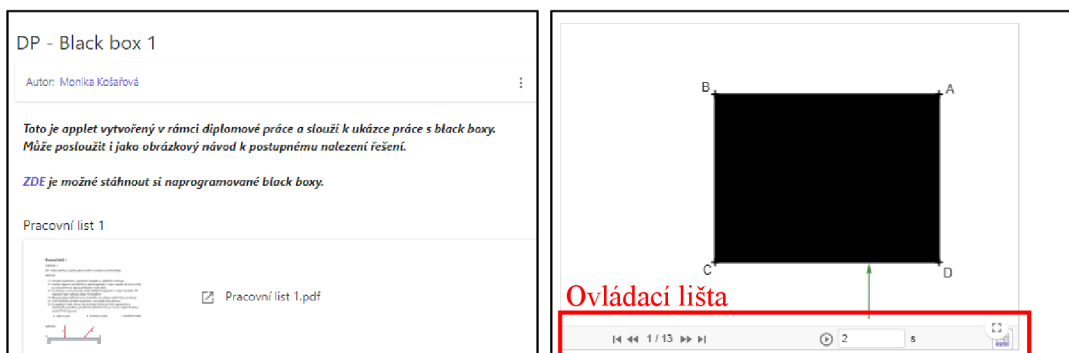 DP - Black box 1
Autor: Monika Košařová
Toto je applet vytvořený v rámci diplomové práce a slouží k ukázce práce s black boxy.
Může posloužit i jako obrázkový návod k postupnému nalezení řešení.
ZDE je možné stáhnout si naprogramované black boxy.
Pracovní list 1
Pracovní list 1.pdf
B
A
C
D
Ovládací lišta
1 / 13
2
s